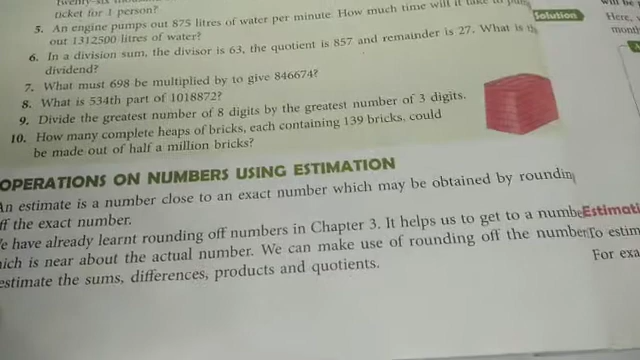 ticket for 1 person?
5. An engine pumps out 875 litres of water per minute. How much time will it take to pump
out 1312500 litres of water?
6. In a division sum, the divisor is 63, the quotient is 857 and remainder is 27. What is th
dividend?
7. What must 698 be multiplied by to give 846674?
8. What is 534th part of 1018872?
9. Divide the greatest number of 8 digits by the greatest number of 3 digits.
10. How many complete heaps of bricks, each containing 139 bricks, could
be made out of half a million bricks?
OPERATIONS ON NUMBERS USING ESTIMATION
An estimate is a number close to an exact number which may be obtained by roundin
ff the exact number.
e have already learnt rounding off numbers in Chapter 3. It helps us to get to a numbe
hich is near about the actual number. We can make use of rounding off the number
estimate the sums, differences, products and quotients.
Solution
will be
Here,
month
Estimati
To estim
For exa